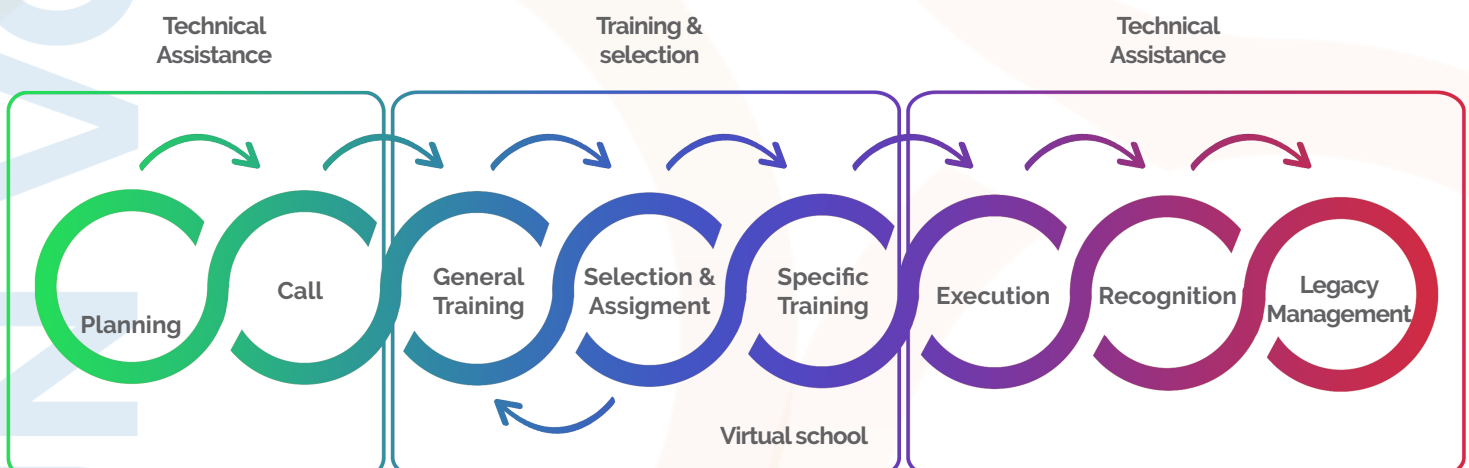 Technical
Assistance
Training &
selection
Technical
Assistance
Planning
Call
General
Training
Selection &
Assigment
Specific
Training
Execution
Recognition
Legacy
Management
Virtual school